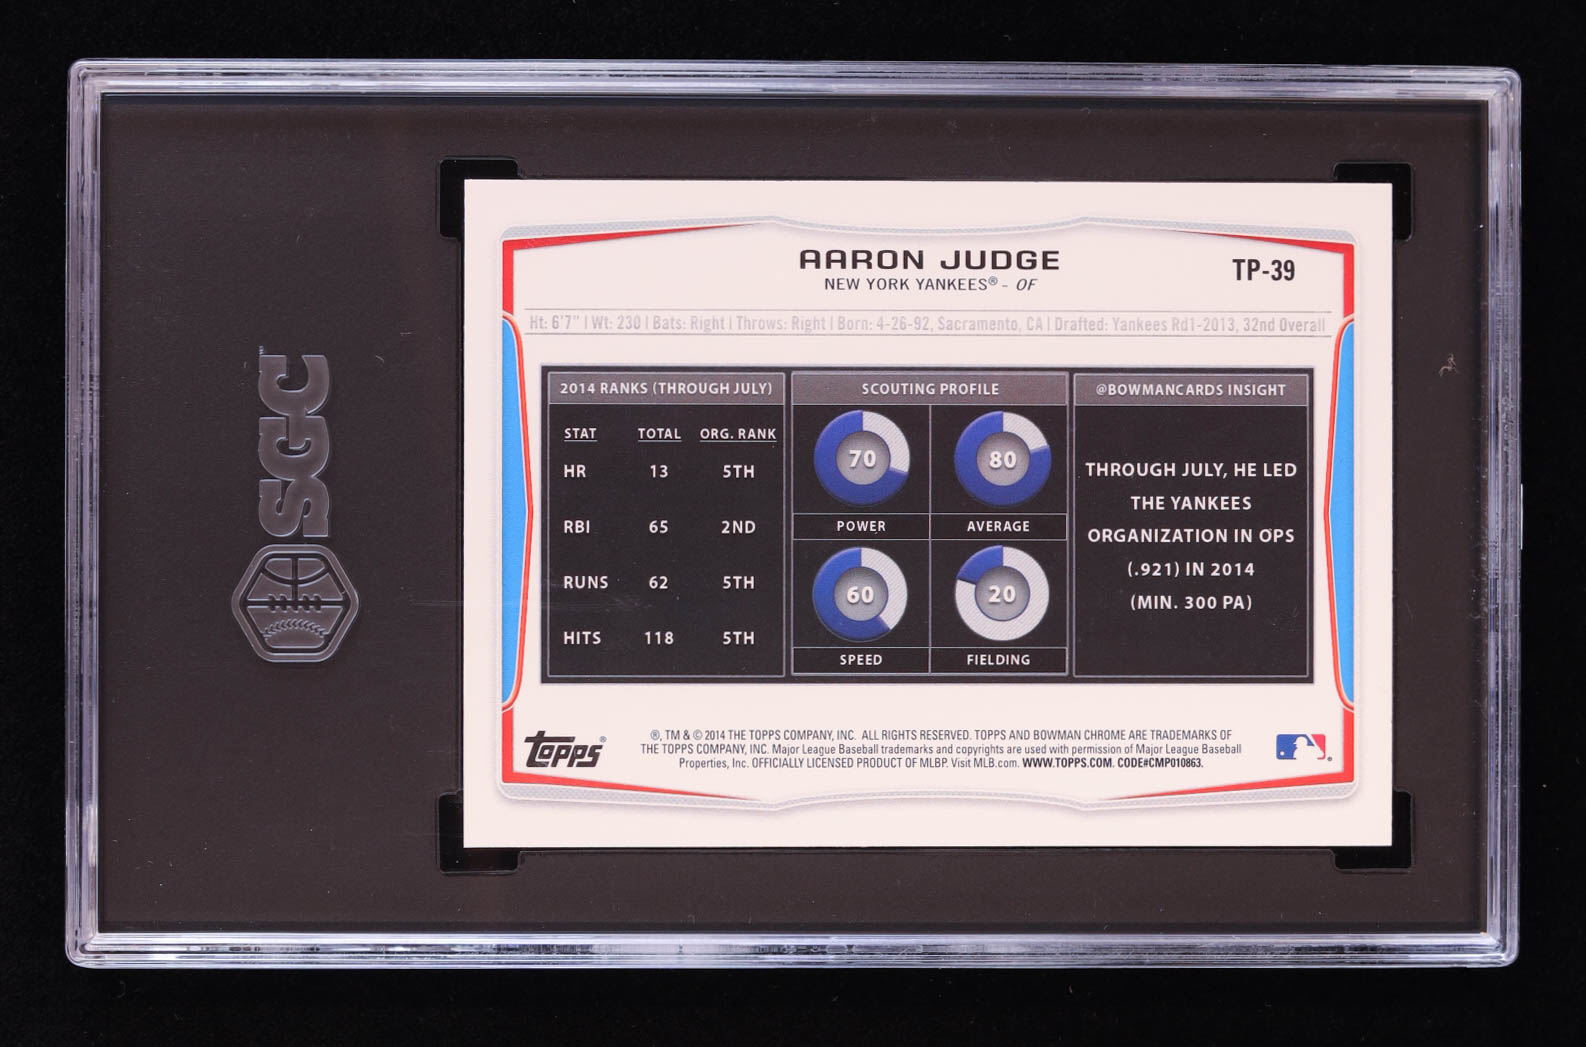 SGC
AARON JUDGE
NEW YORK YANKEES® - OF
TP-39
Ht: 6'7" | Wt: 230 | Bats: Right | Throws: Right | Born: 4-26-92, Sacramento, CA | Drafted: Yankees Rd1-2013, 32nd Overall
2014 RANKS (THROUGH JULY)
STAT TOTAL ORG. RANK
HR 13 5TH
RBI 65 2ND
RUNS 62 5TH
HITS 118 5TH
SCOUTING PROFILE
70 80
POWER AVERAGE
60 20
SPEED FIELDING
@BOWMANCARDS INSIGHT
THROUGH JULY, HE LED
THE YANKEES
ORGANIZATION IN OPS
(.921) IN 2014
(MIN. 300 PA)
Topps®
®, TM & © 2014 THE TOPPS COMPANY, INC. ALL RIGHTS RESERVED. TOPPS AND BOWMAN CHROME ARE TRADEMARKS OF
THE TOPPS COMPANY, INC. Major League Baseball trademarks and copyrights are used with permission of Major League Baseball
Properties, Inc. OFFICIALLY LICENSED PRODUCT OF MLBP. Visit MLB.com. WWW.TOPPS.COM. CODE#CMP010863.